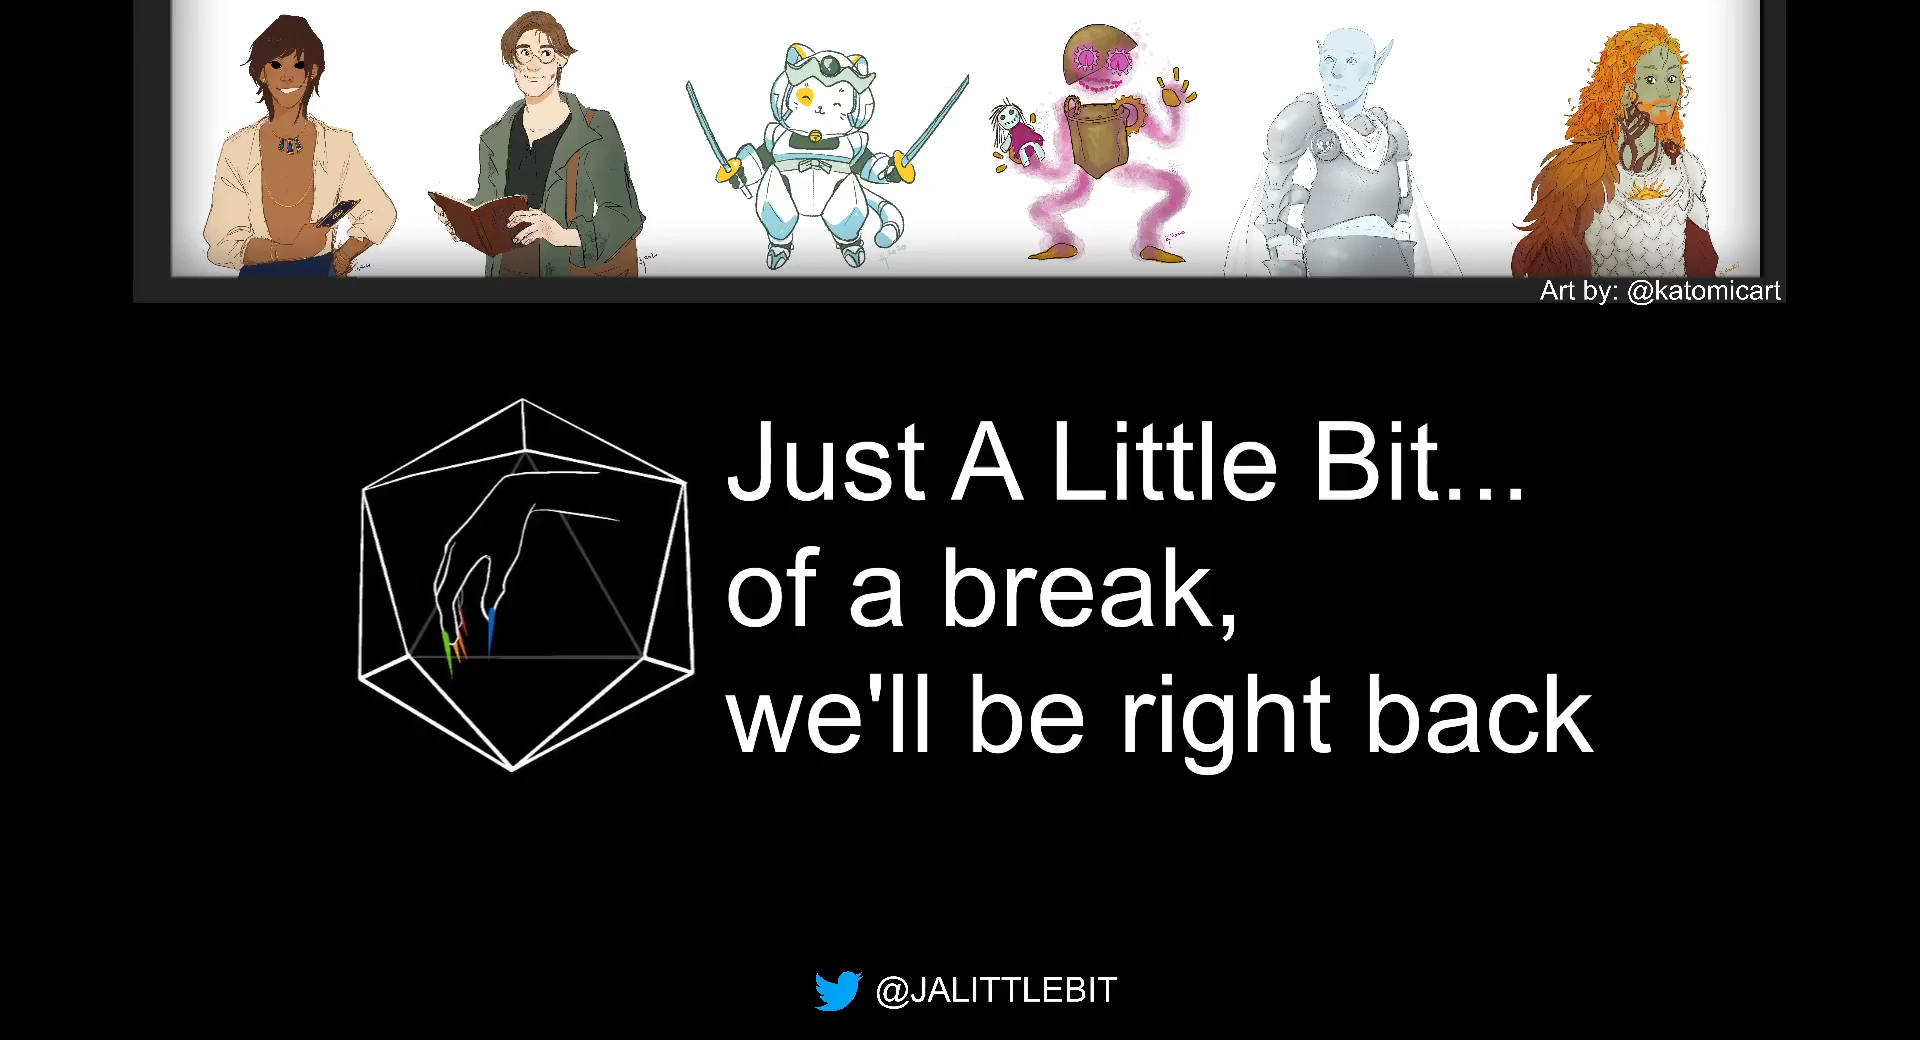 Art by: @katomicart
Just A Little Bit...
of a break,
we'll be right back
@JALITTLEBIT